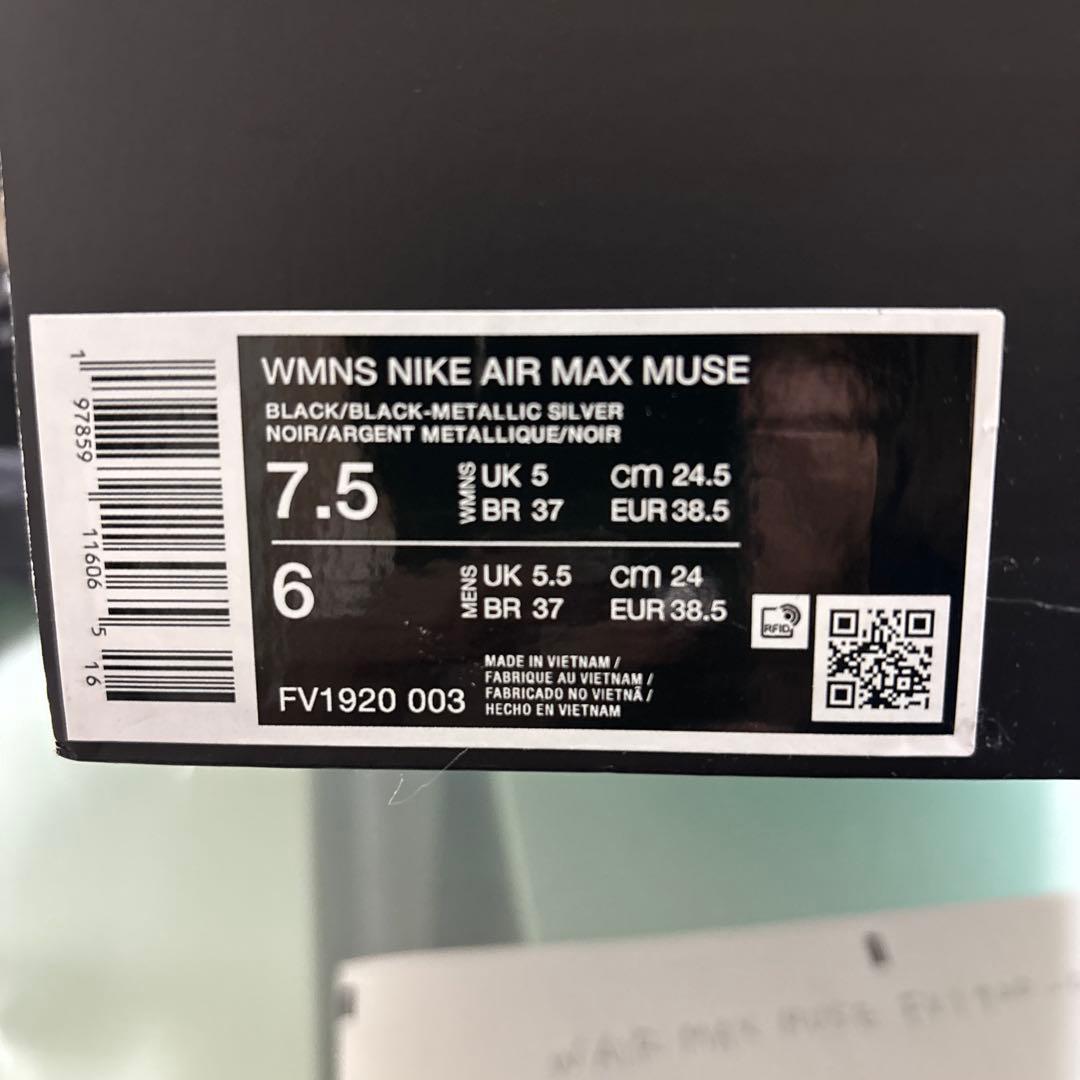 1 97859 11606 5 16
WMNS NIKE AIR MAX MUSE
BLACK/BLACK-METALLIC SILVER
NOIR/ARGENT METALLIQUE/NOIR
7.5 WMNS UK 5 cm 24.5
BR 37 EUR 38.5
6 MENS UK 5.5 cm 24
BR 37 EUR 38.5
RFID
FV1920 003
MADE IN VIETNAM /
FABRIQUE AU VIETNAM /
FABRICADO NO VIETNÃ /
HECHO EN VIETNAM